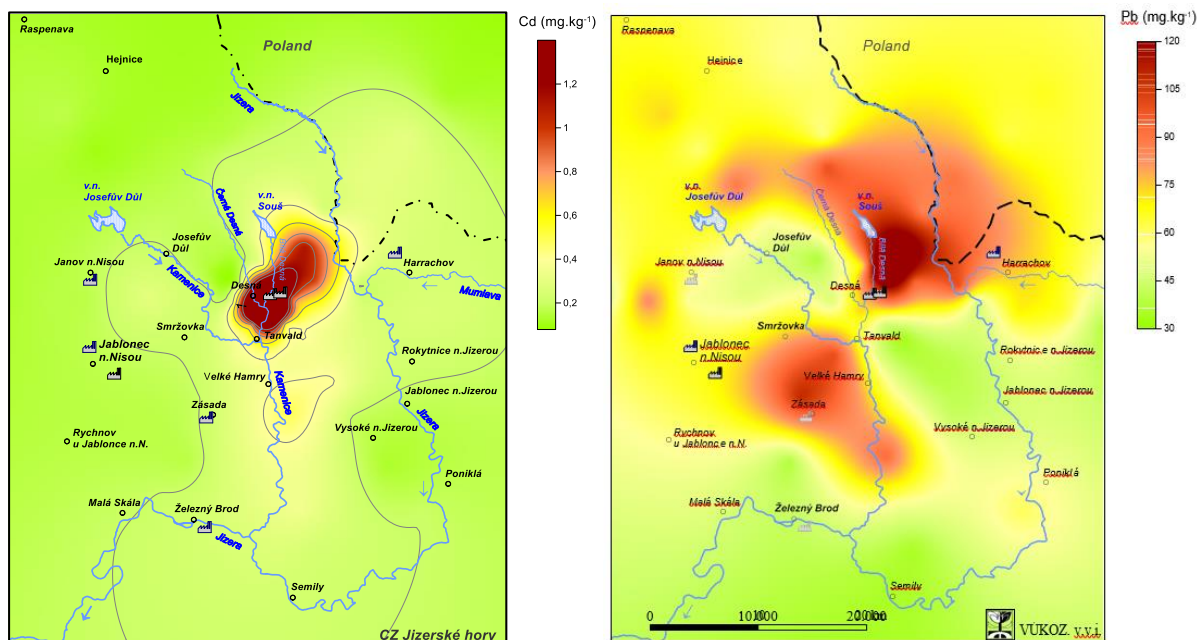 Cd (mg.kg-1)
1,2
1
0,8
0,6
0,4
0,2
Raspenava
Poland
Hejnice
Jizera
v.n.
Josefův Důl
Černá Desná
v.n.
Souš
Josefův
Důl
Janov n.Nisou
Kamenice
Desná
Harrachov
Mumlava
Smržovka
Tanvald
Jablonec
n.Nisou
Rokytnice n.Jizerou
Velké Hamry
Kamenice
Jablonec n.Jizerou
Zásada
Jizera
Vysoké n.Jizerou
Rychnov
u Jablonce n.N.
Poniklá
Malá Skála
Železný Brod
Jizera
Semily
CZ Jizerské hory
Pb (mg.kg-1)
120
105
90
75
60
45
30
Raspenava
Poland
Hejnice
v.n.
Josefův Důl
Černá Desná
v.n.
Souš
Bílá Desná
Josefův
Důl
Janov n.Nisou
Desná
Harrachov
Smržovka
Tanvald
Jablonec
n.Nisou
Rokytnice n.Jizerou
Velké Hamry
Jablonec n.Jizerou
Zásada
Vysoké n.Jizerou
Rychnov
u Jablonce n.N.
Poniklá
Malá Skála
Železný Brod
Semily
0
VÚKOZ, v.v.i.